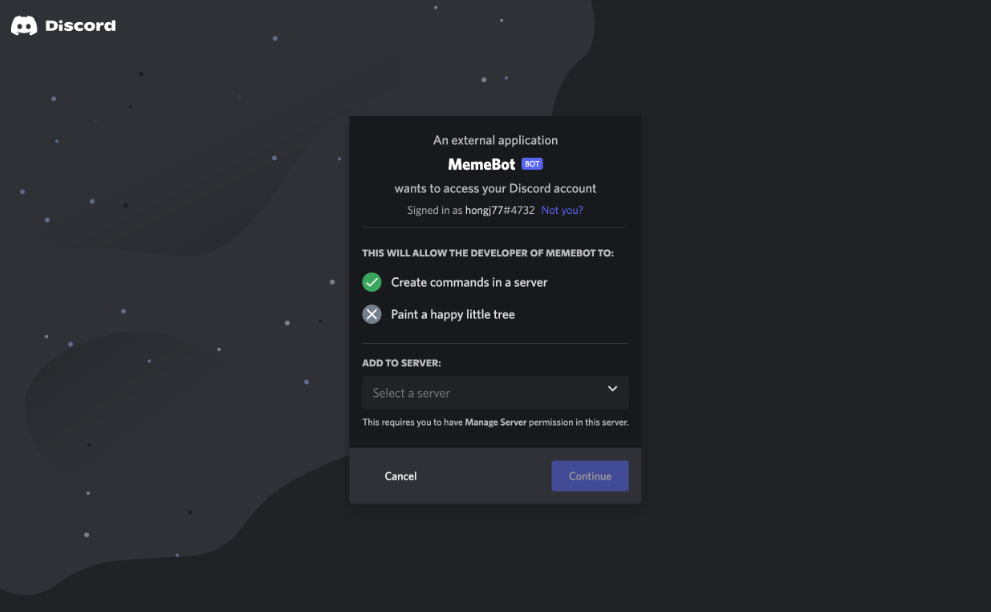 Discord
An external application
MemeBot BOT
wants to access your Discord account
Signed in as hongj77#4732 Not you?
THIS WILL ALLOW THE DEVELOPER OF MEMEBOT TO:
Create commands in a server
Paint a happy little tree
ADD TO SERVER:
Select a server
This requires you to have Manage Server permission in this server.
Cancel
Continue